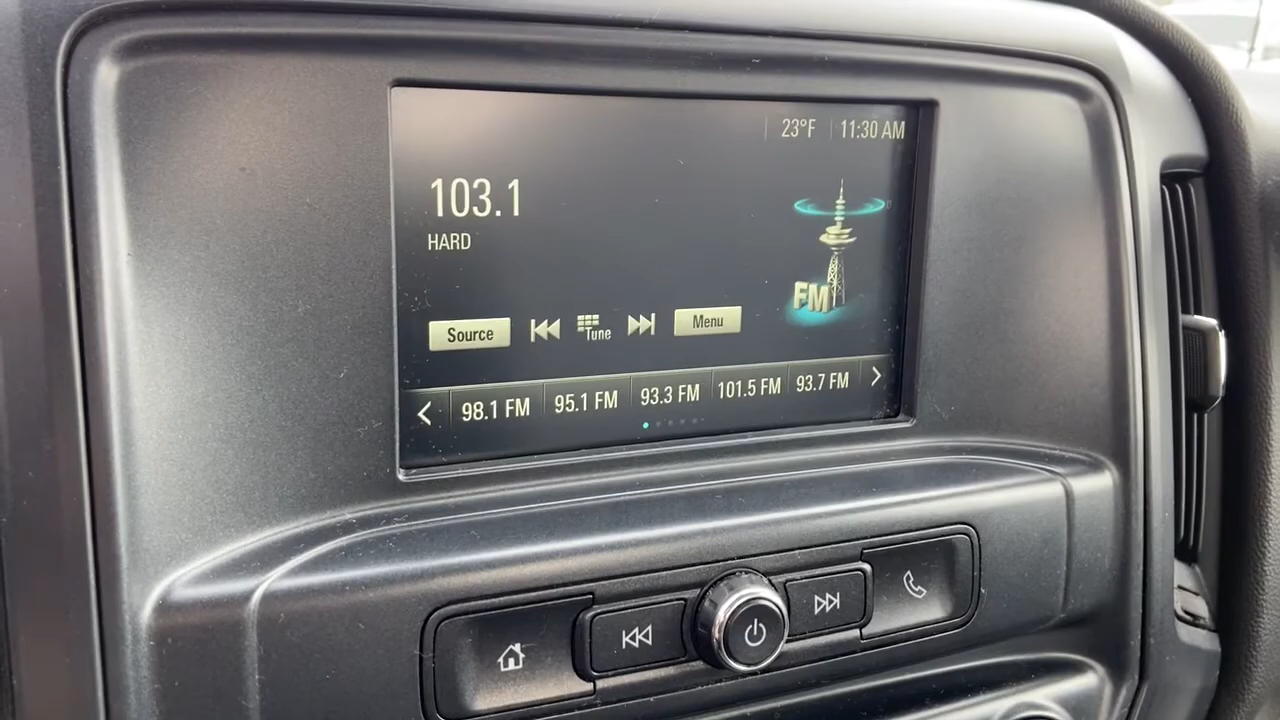 23°F 11:30 AM
103.1
HARD
FM
Source Tune Menu
98.1 FM 95.1 FM 93.3 FM 101.5 FM 93.7 FM